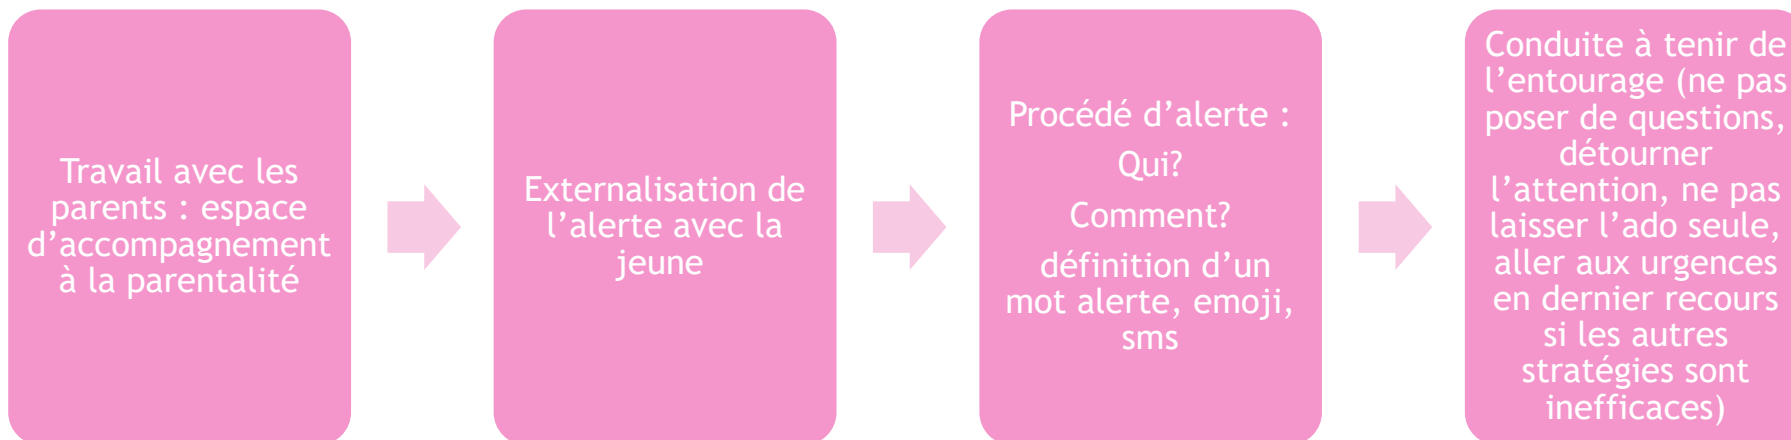 Travail avec les
parents : espace
d’accompagnement
à la parentalité
Externalisation de
l’alerte avec la
jeune
Procédé d’alerte :
Qui?
Comment?
définition d’un
mot alerte, emoji,
sms
Conduite à tenir de
l’entourage (ne pas
poser de questions,
détourner
l’attention, ne pas
laisser l’ado seule,
aller aux urgences
en dernier recours
si les autres
stratégies sont
inefficaces)